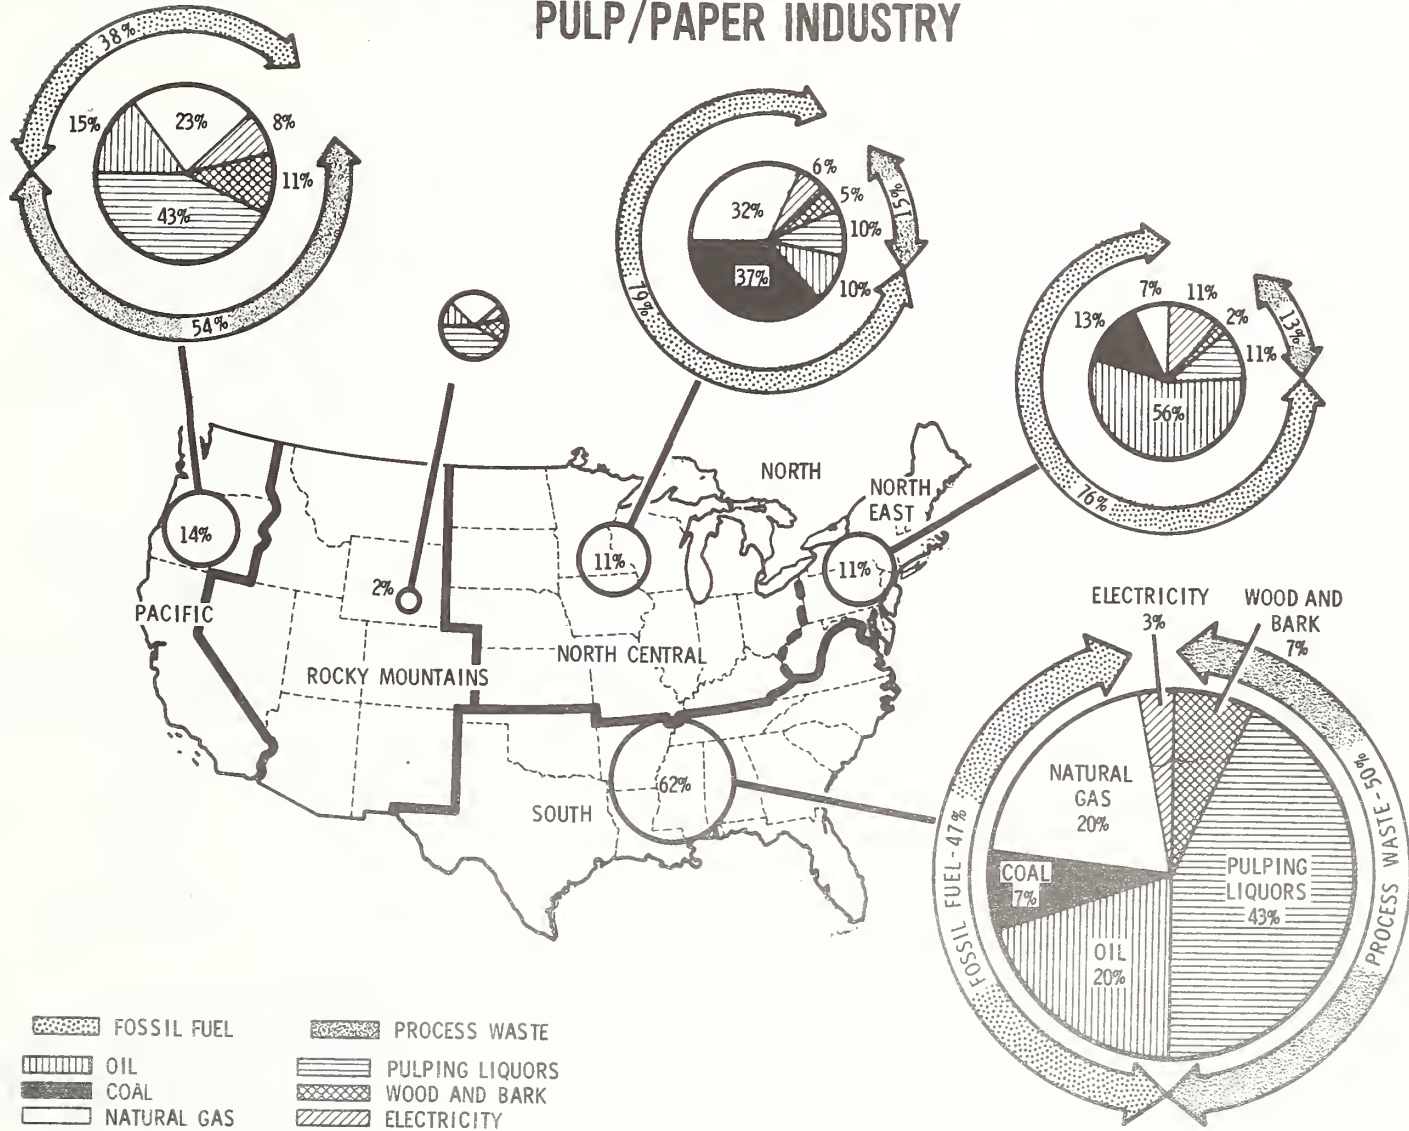 PULP/PAPER INDUSTRY
38%
15%
23%
8%
11%
43%
54%
6%
5%
32%
10%
15%
37%
10%
79%
7%
11%
13%
2%
13%
11%
56%
76%
NORTH
NORTH
EAST
14%
2%
11%
11%
PACIFIC
ROCKY MOUNTAINS
NORTH CENTRAL
SOUTH
62%
ELECTRICITY
3%
WOOD AND
BARK
7%
NATURAL
GAS
20%
COAL
7%
OIL
20%
PULPING
LIQUORS
43%
FOSSIL FUEL-47%
PROCESS WASTE-50%
FOSSIL FUEL
PROCESS WASTE
OIL
PULPING LIQUORS
COAL
WOOD AND BARK
NATURAL GAS
ELECTRICITY